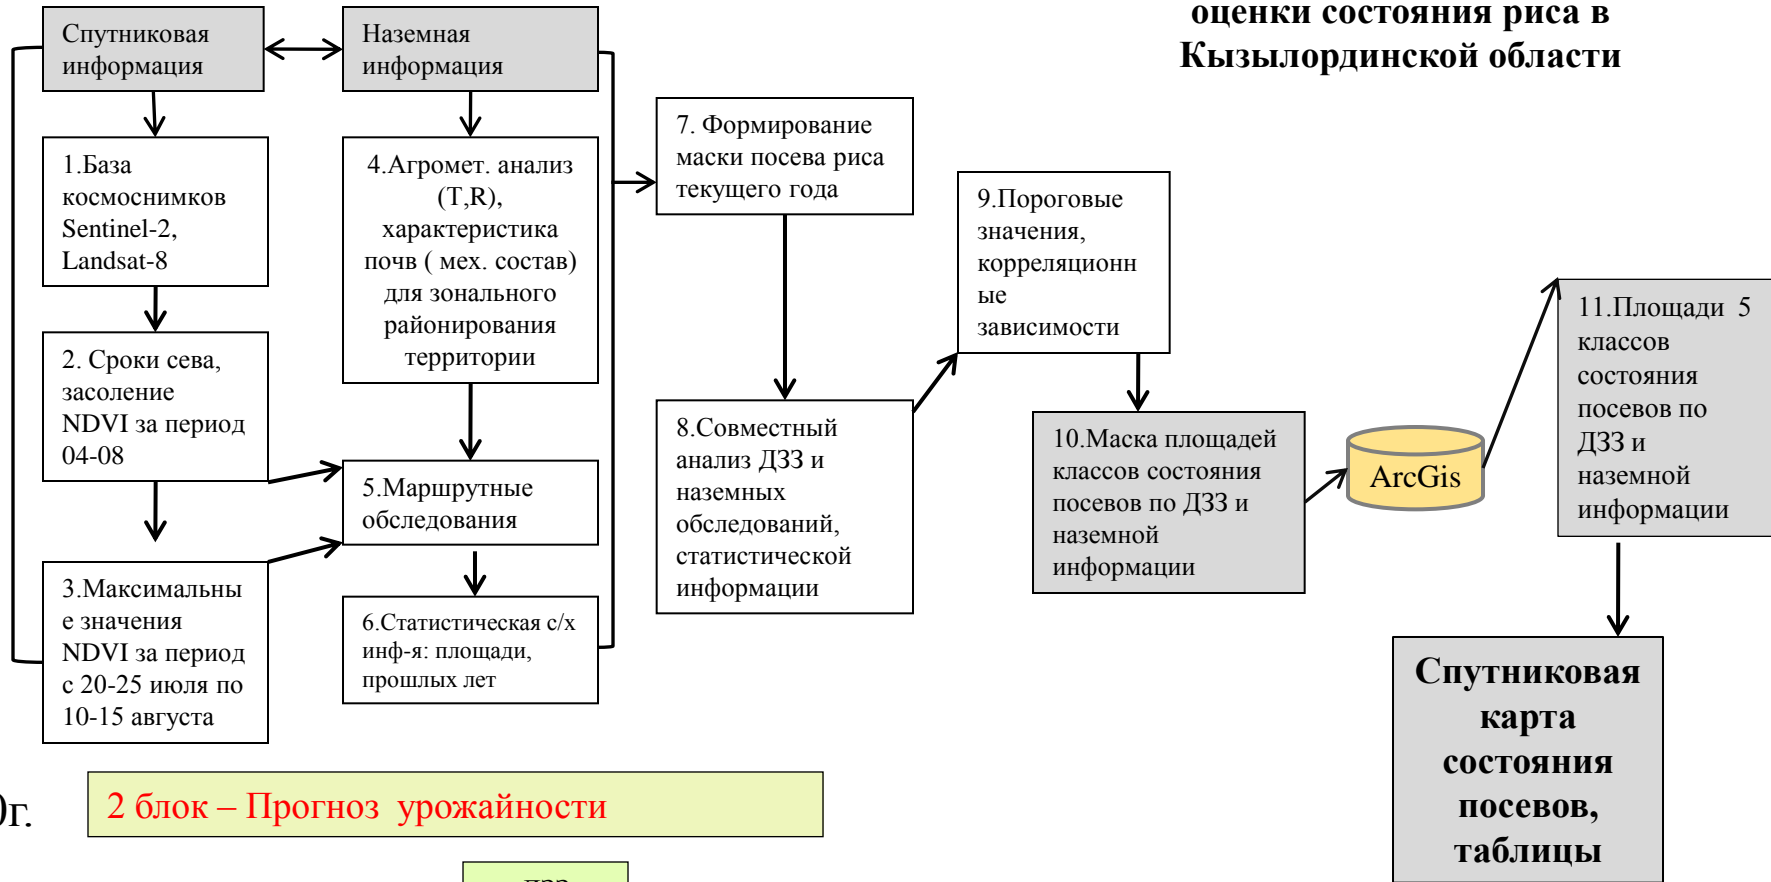 оценки состояния риса в
Кызылординской области
Спутниковая
информация
Наземная
информация
1.База
космоснимков
Sentinel-2,
Landsat-8
2. Сроки сева,
засоление
NDVI за период
04-08
3.Максимальны
е значения
NDVI за период
с 20-25 июля по
10-15 августа
4.Агромет. анализ
(T,R),
характеристика
почв ( мех. состав)
для зонального
районирования
территории
5.Маршрутные
обследования
6.Статистическая с/х
инф-я: площади,
прошлых лет
7. Формирование
маски посева риса
текущего года
8.Совместный
анализ ДЗЗ и
наземных
обследований,
статистической
информации
9.Пороговые
значения,
корреляционн
ые
зависимости
10.Маска площадей
классов состояния
посевов по ДЗЗ и
наземной
информации
ArcGis
11.Площади 5
классов
состояния
посевов по
ДЗЗ и
наземной
информации
Спутниковая
карта
состояния
посевов,
таблицы
г.
2 блок – Прогноз урожайности